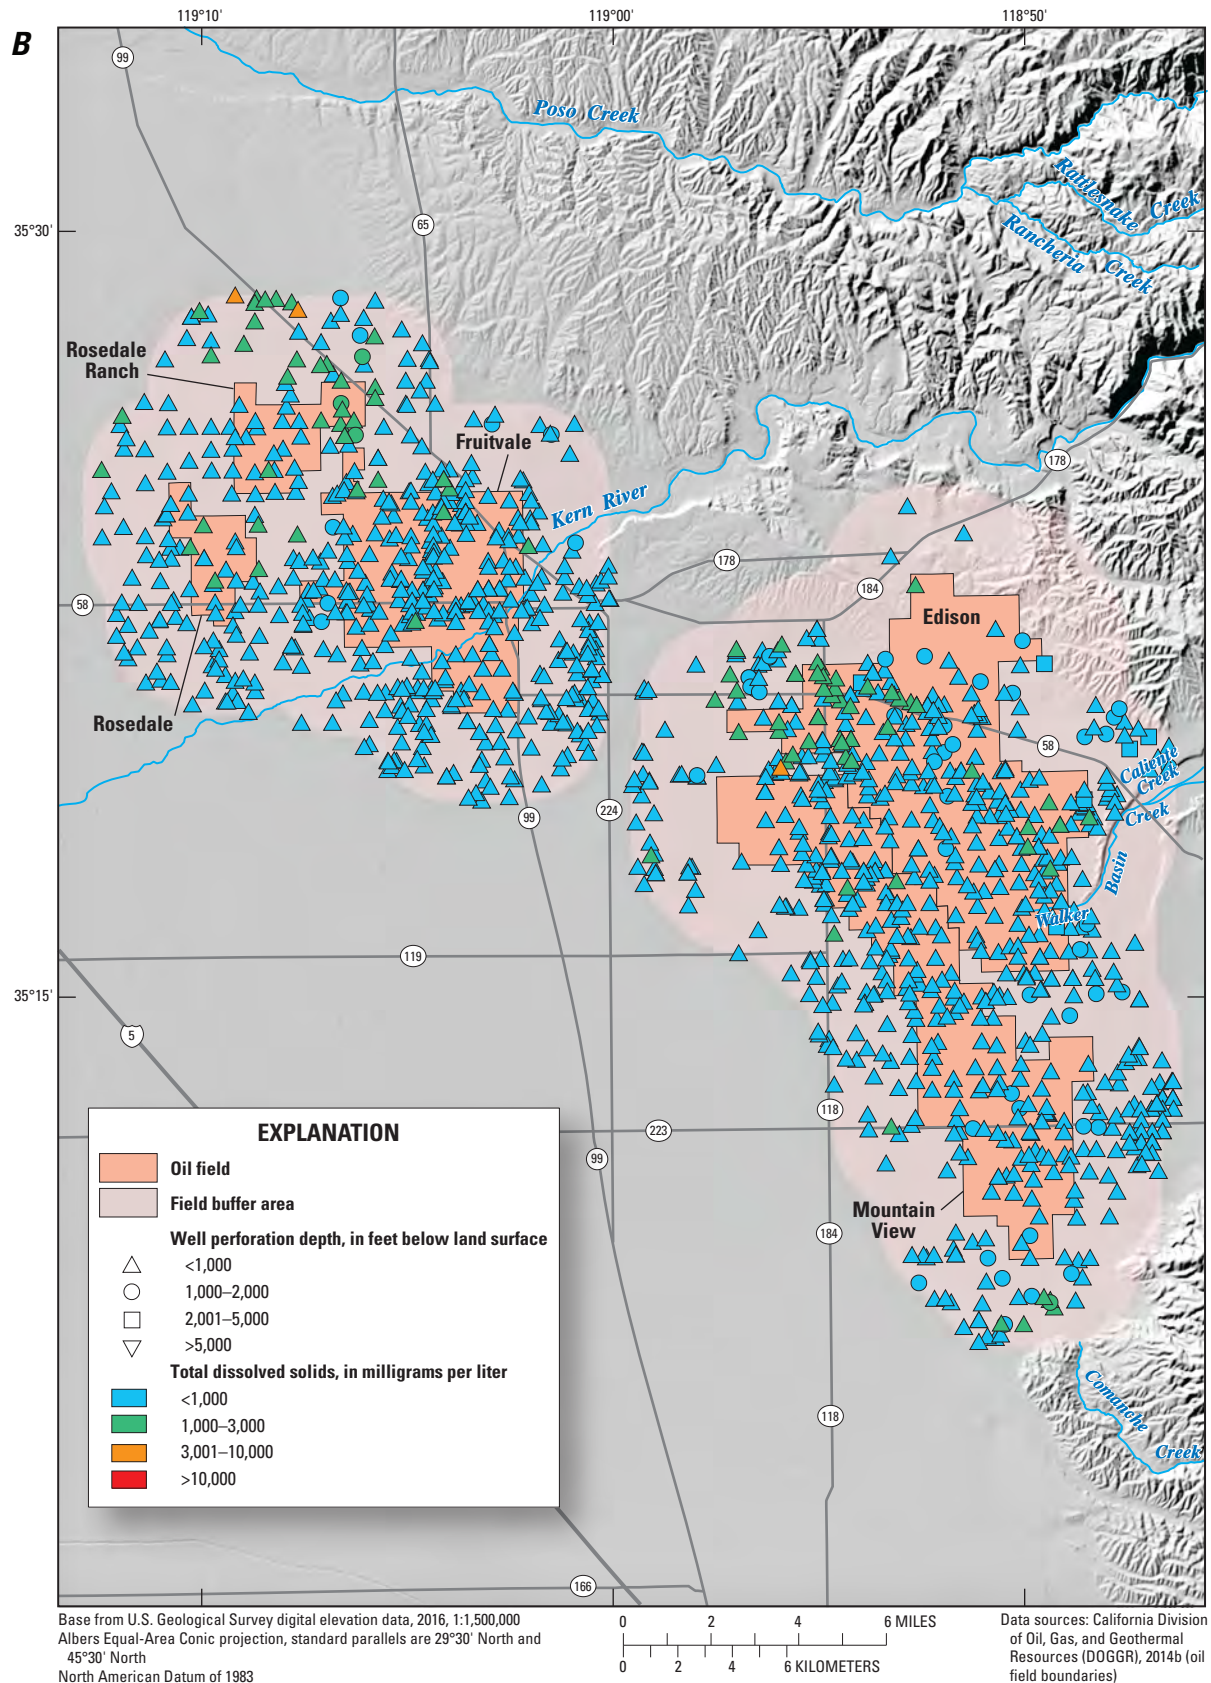 B
119°10'
119°00'
118°50'
99
Poso Creek
Rattlesnake Creek
Rancheria Creek
35°30'
65
Rosedale
Ranch
Fruitvale
Kern River
178
178
184
58
Edison
Rosedale
58
Caliente
Creek
Creek
99
224
Basin
Walker
119
35°15'
5
118
223
99
Mountain
View
184
118
Comanche
Creek
166
EXPLANATION
Oil field
Field buffer area
Well perforation depth, in feet below land surface
<1,000
1,000–2,000
2,001–5,000
>5,000
Total dissolved solids, in milligrams per liter
<1,000
1,000–3,000
3,001–10,000
>10,000
Base from U.S. Geological Survey digital elevation data, 2016, 1:1,500,000
Albers Equal-Area Conic projection, standard parallels are 29°30' North and
45°30' North
North American Datum of 1983
0 2 4 6 MILES
0 2 4 6 KILOMETERS
Data sources: California Division
of Oil, Gas, and Geothermal
Resources (DOGGR), 2014b (oil
field boundaries)